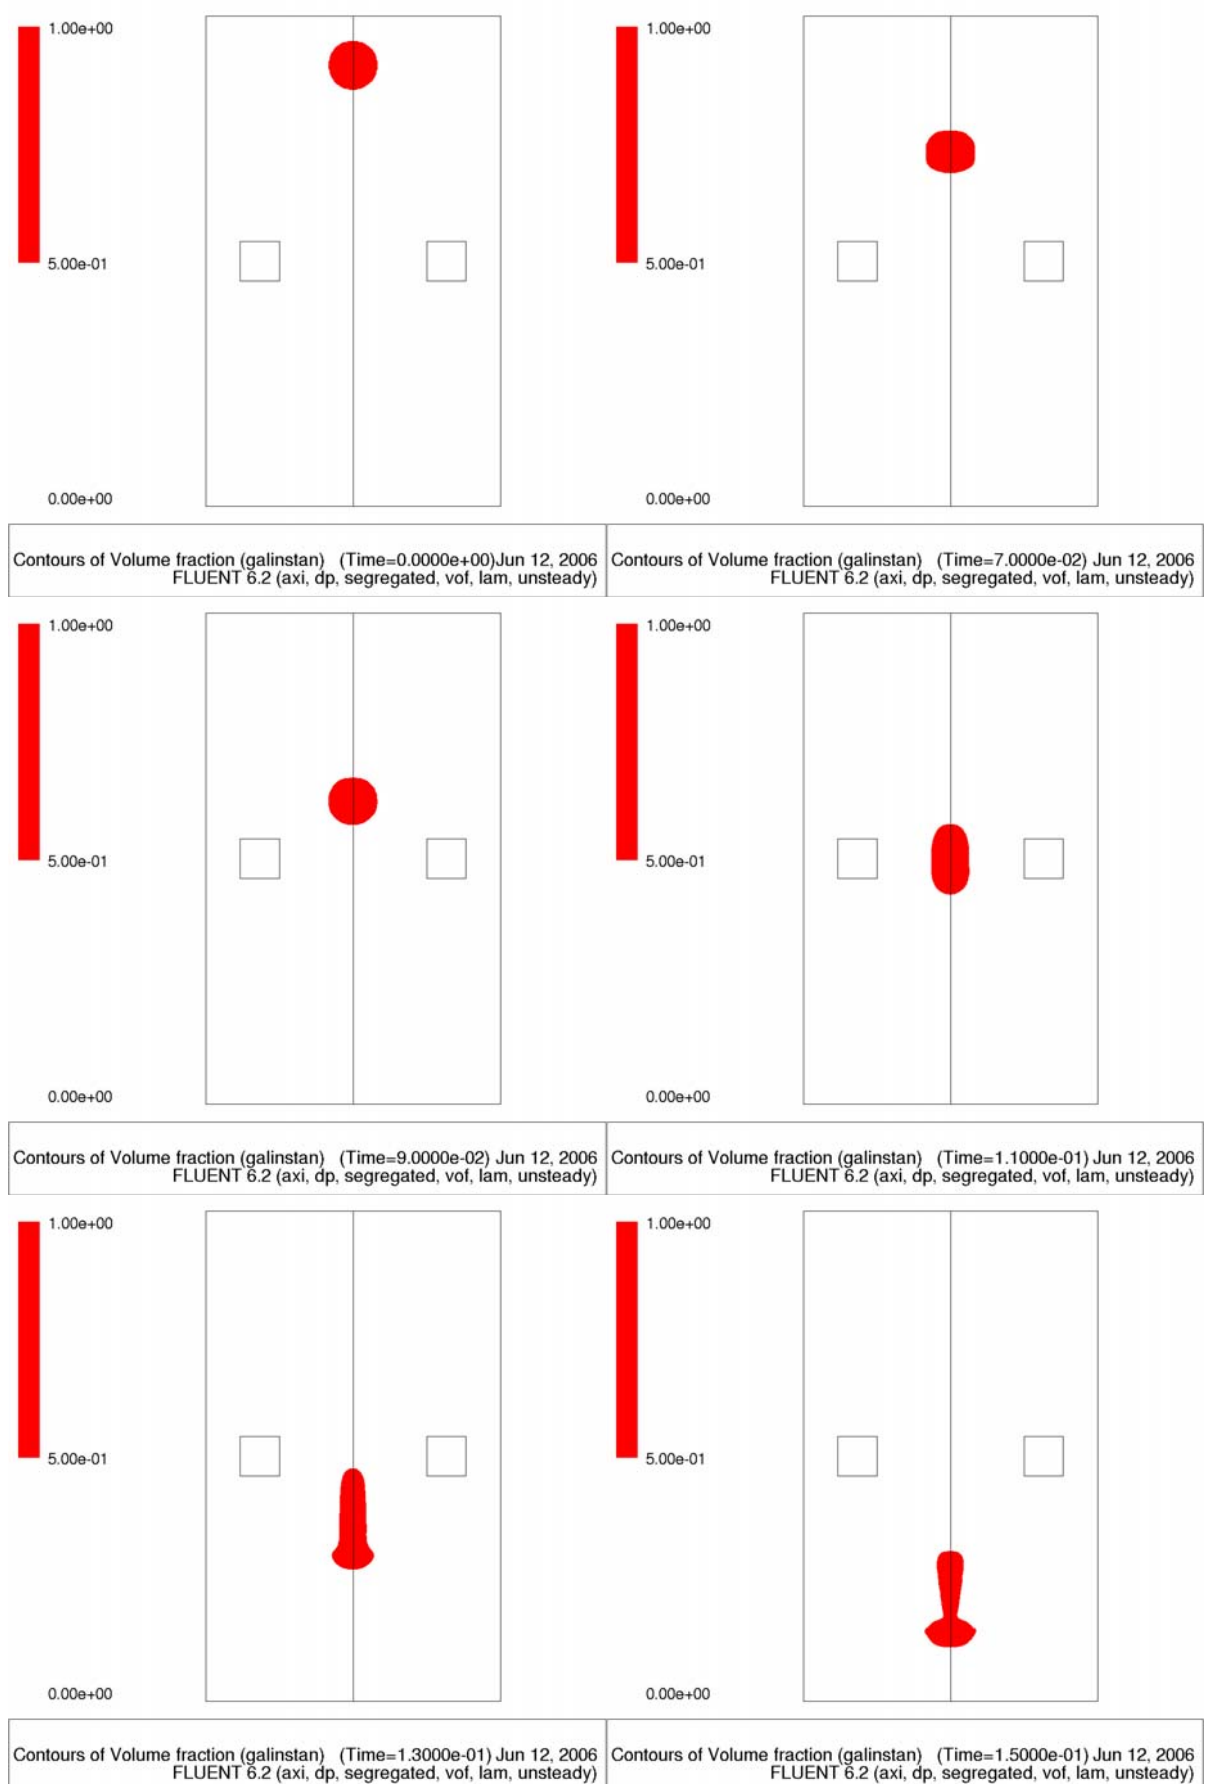 1.00e+00
5.00e-01
0.00e+00
Contours of Volume fraction (galinstan) (Time=0.0000e+00)Jun 12, 2006
FLUENT 6.2 (axi, dp, segregated, vof, lam, unsteady)
1.00e+00
5.00e-01
0.00e+00
Contours of Volume fraction (galinstan) (Time=7.0000e-02) Jun 12, 2006
FLUENT 6.2 (axi, dp, segregated, vof, lam, unsteady)
1.00e+00
5.00e-01
0.00e+00
Contours of Volume fraction (galinstan) (Time=9.0000e-02) Jun 12, 2006
FLUENT 6.2 (axi, dp, segregated, vof, lam, unsteady)
1.00e+00
5.00e-01
0.00e+00
Contours of Volume fraction (galinstan) (Time=1.1000e-01) Jun 12, 2006
FLUENT 6.2 (axi, dp, segregated, vof, lam, unsteady)
1.00e+00
5.00e-01
0.00e+00
Contours of Volume fraction (galinstan) (Time=1.3000e-01) Jun 12, 2006
FLUENT 6.2 (axi, dp, segregated, vof, lam, unsteady)
1.00e+00
5.00e-01
0.00e+00
Contours of Volume fraction (galinstan) (Time=1.5000e-01) Jun 12, 2006
FLUENT 6.2 (axi, dp, segregated, vof, lam, unsteady)